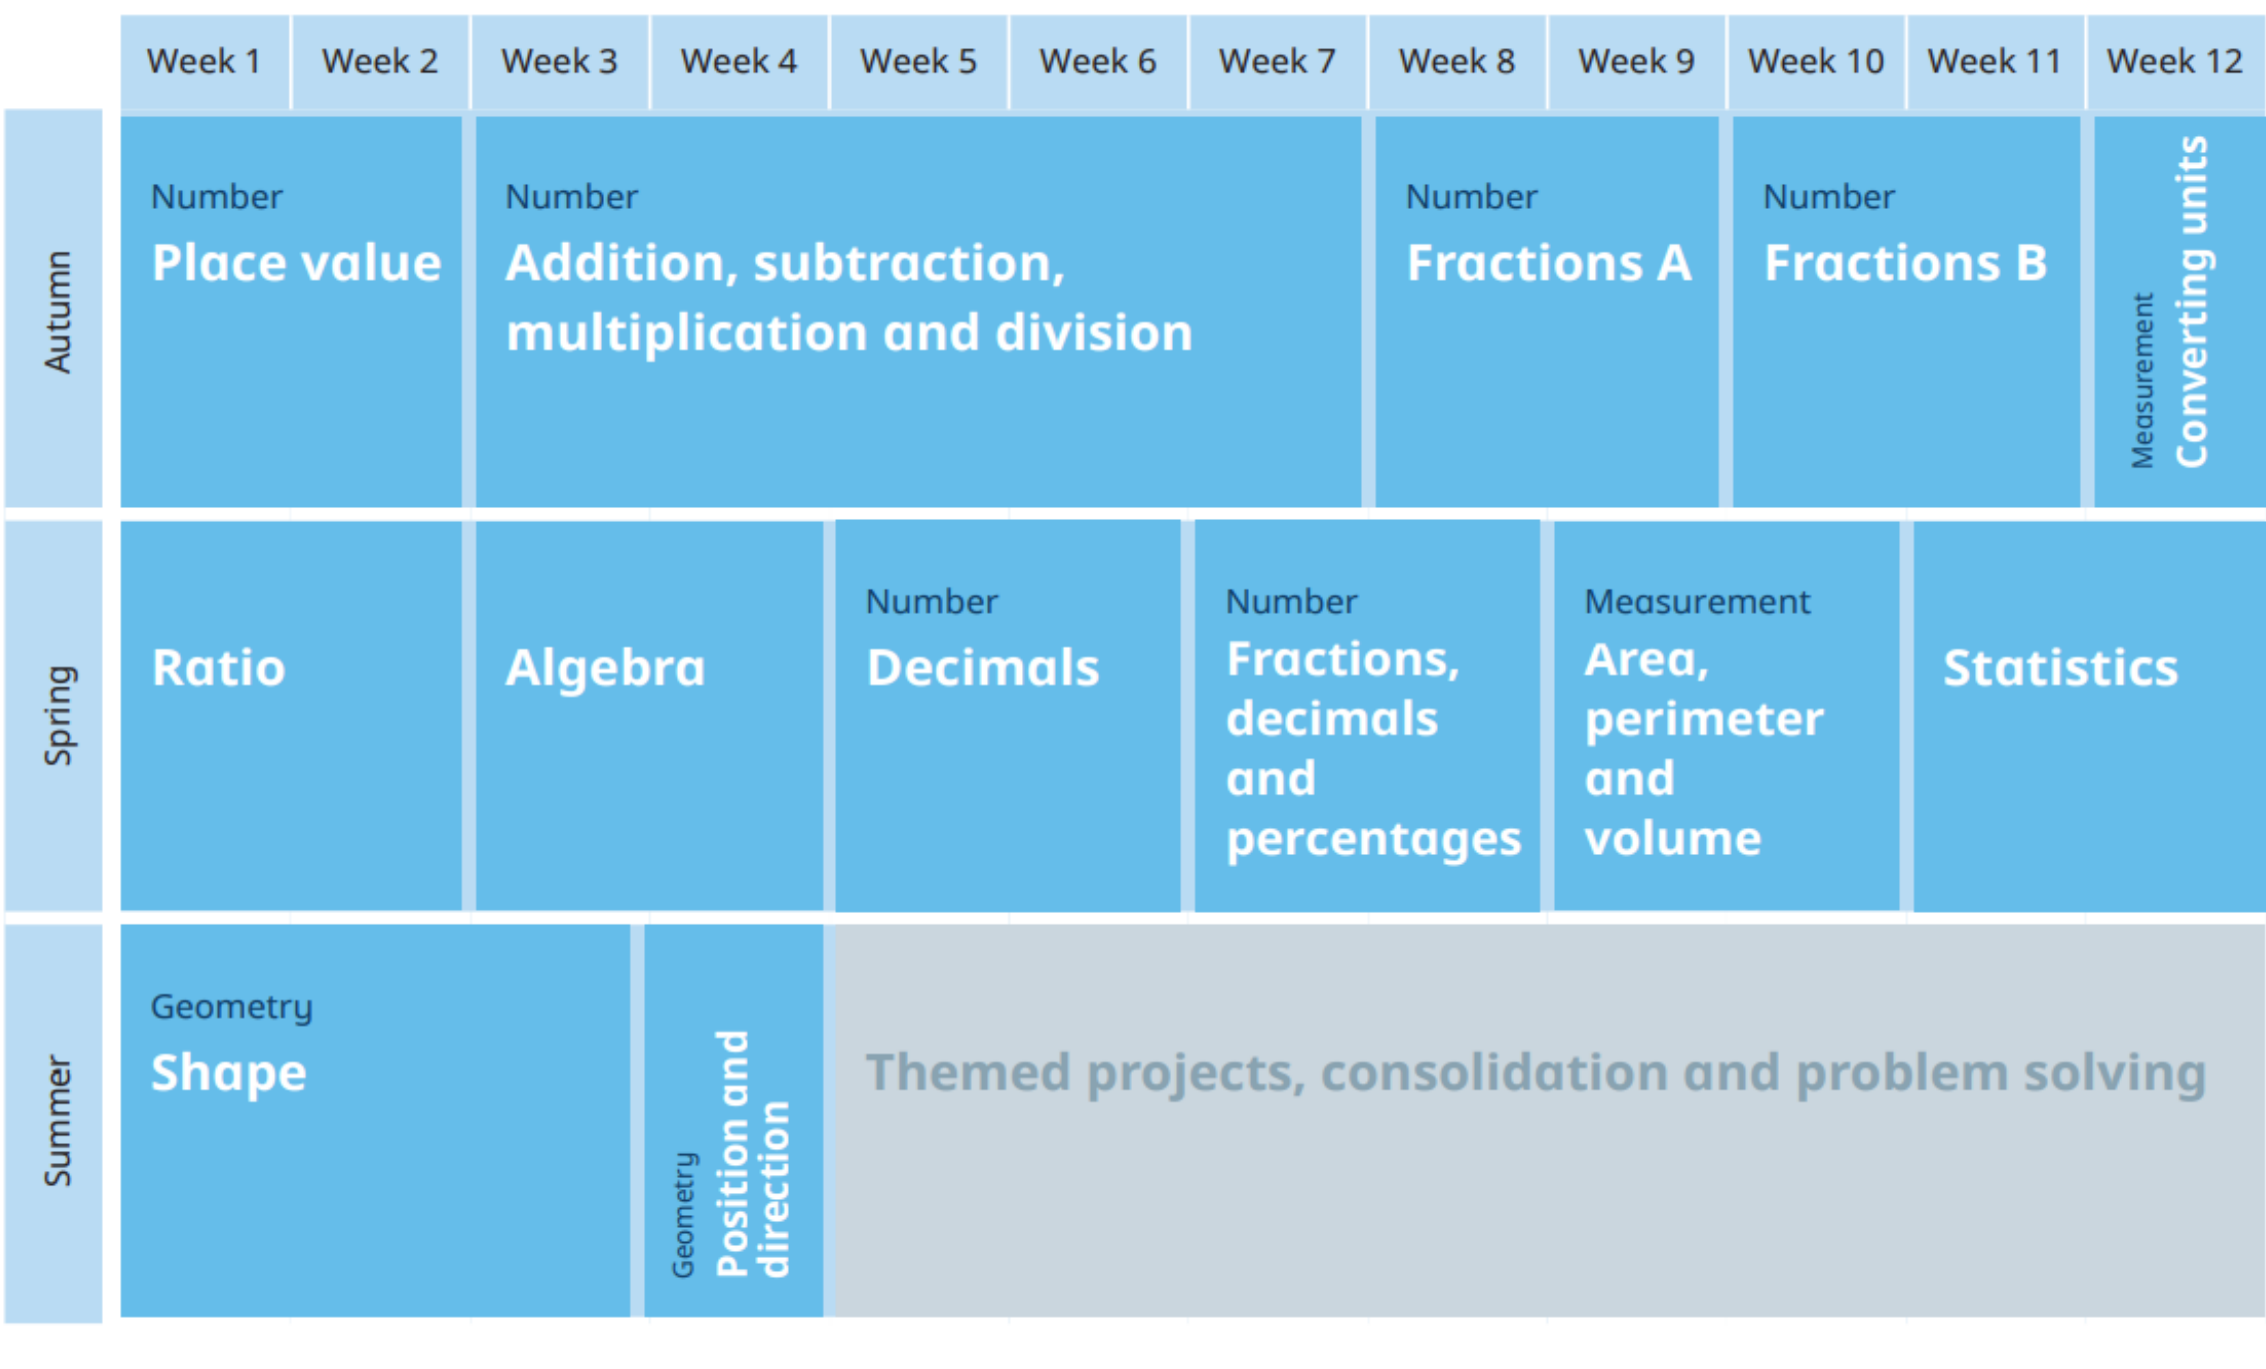 Week 1
Week 2
Week 3
Week 4
Week 5
Week 6
Week 7
Week 8
Week 9
Week 10
Week 11
Week 12
Autumn
Number
Place value
Number
Addition, subtraction,
multiplication and division
Number
Fractions A
Number
Fractions B
Measurement
Converting units
Spring
Ratio
Algebra
Number
Decimals
Number
Fractions,
decimals
and
percentages
Measurement
Area,
perimeter
and
volume
Statistics
Summer
Geometry
Shape
Geometry
Position and
direction
Themed projects, consolidation and problem solving